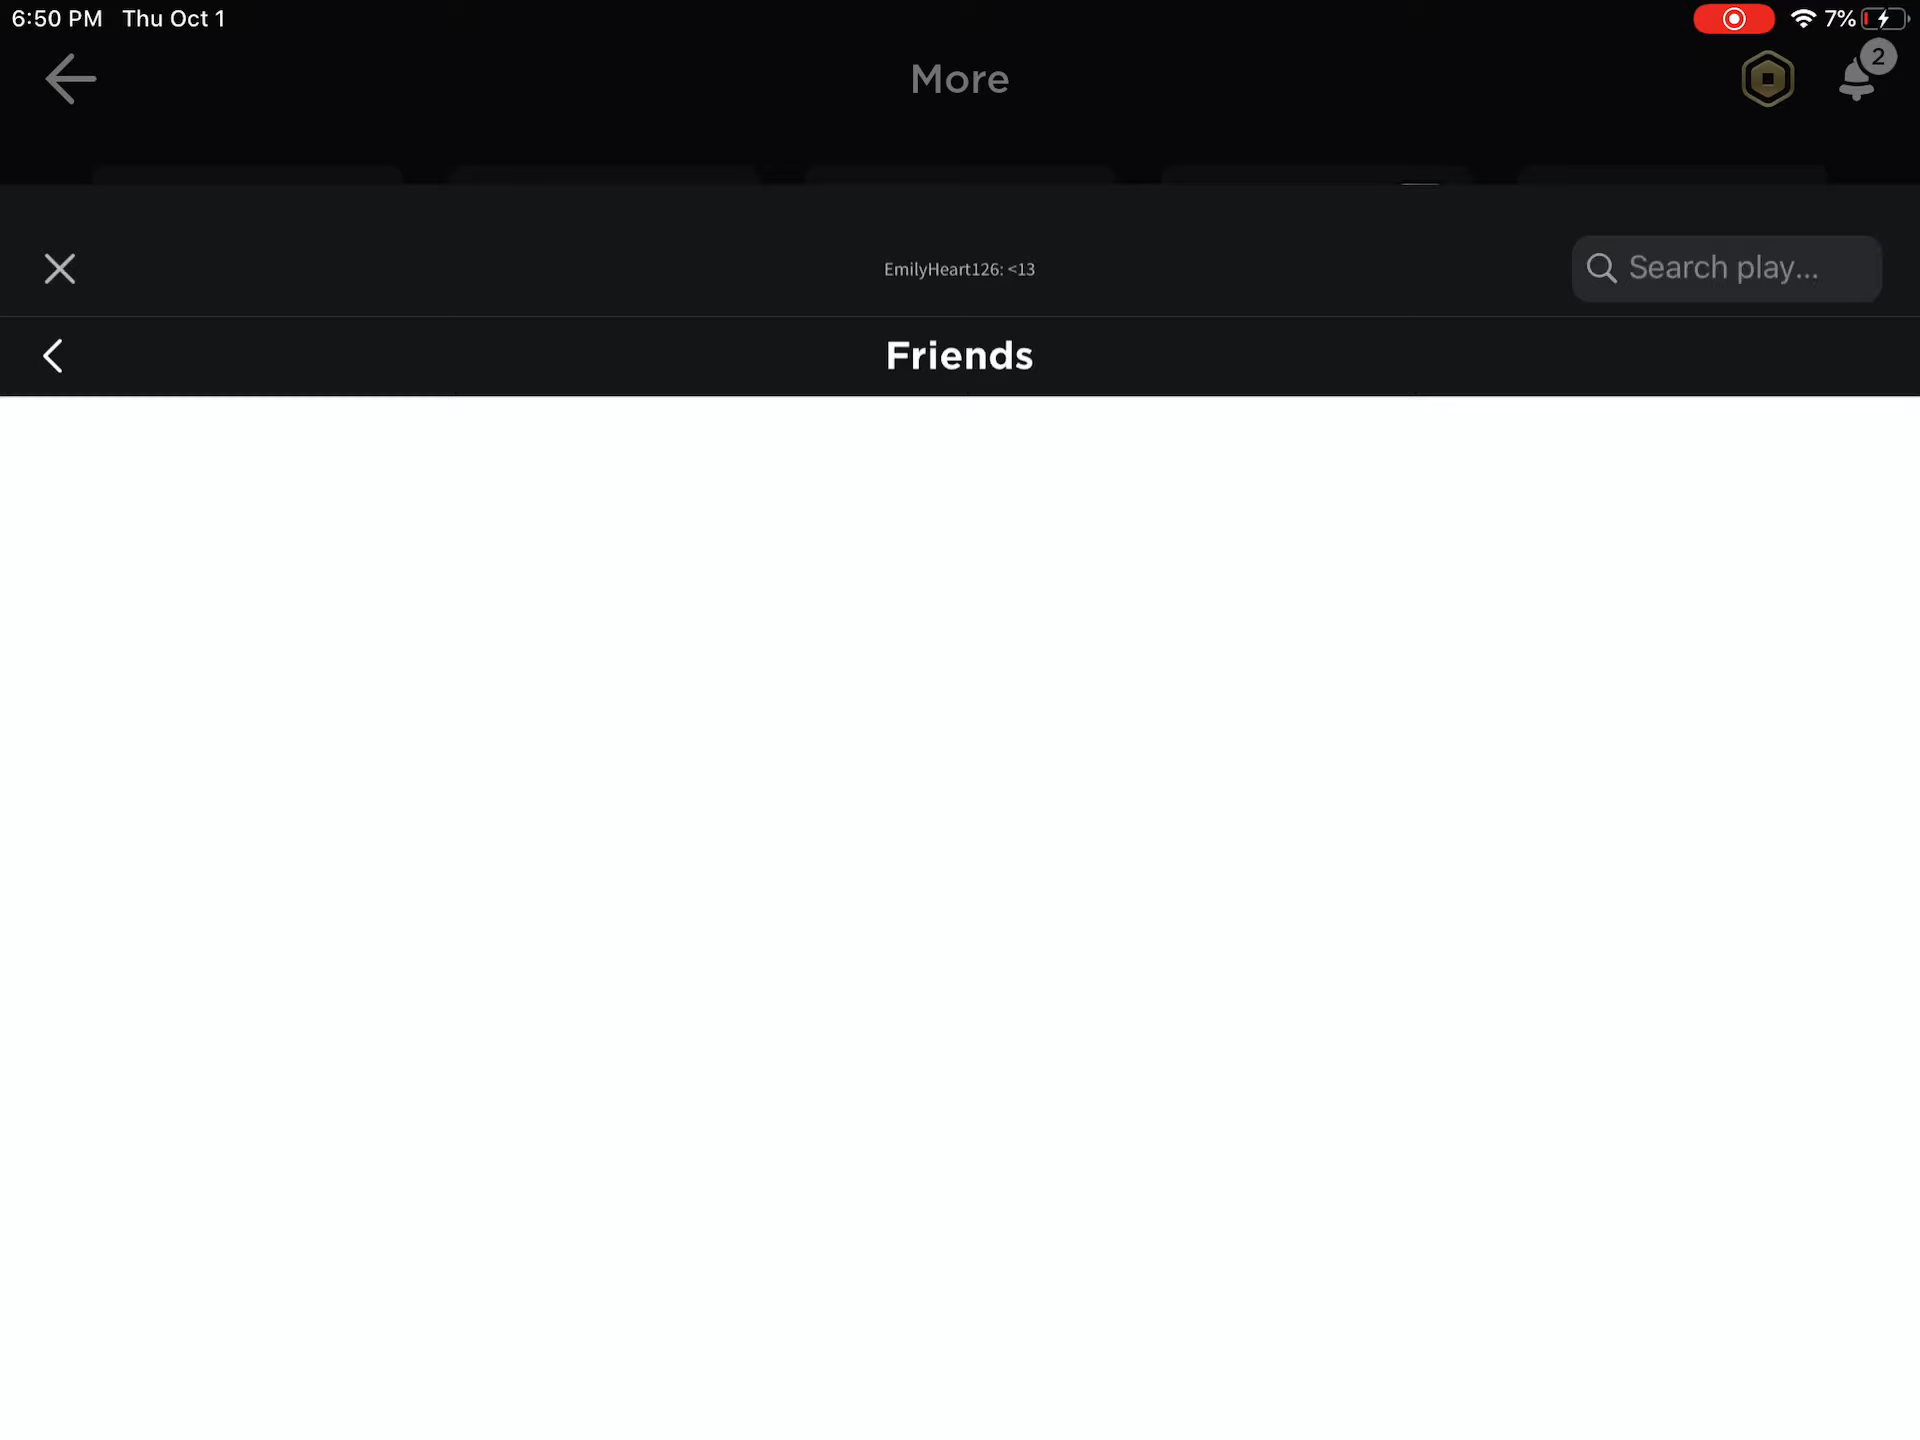 6:50 PM Thu Oct 1
7%
More
2
EmilyHeart126: <13
Search play...
Friends